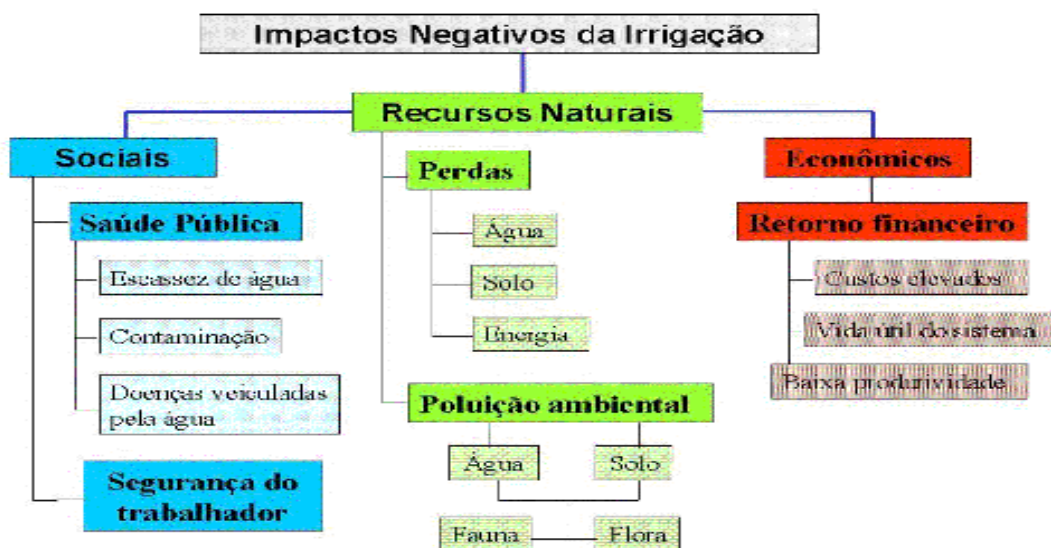 Impactos Negativos da Irrigação
Recursos Naturais
Sociais
Saúde Pública
Escassez de água
Contaminação
Doenças veiculadas
pela água
Segurança do
trabalhador
Perdas
Água
Solo
Energia
Poluição ambiental
Água
Solo
Fauna
Flora
Econômicos
Retorno financeiro
Custos elevados
Vida útil do sistema
Baixa produrividade